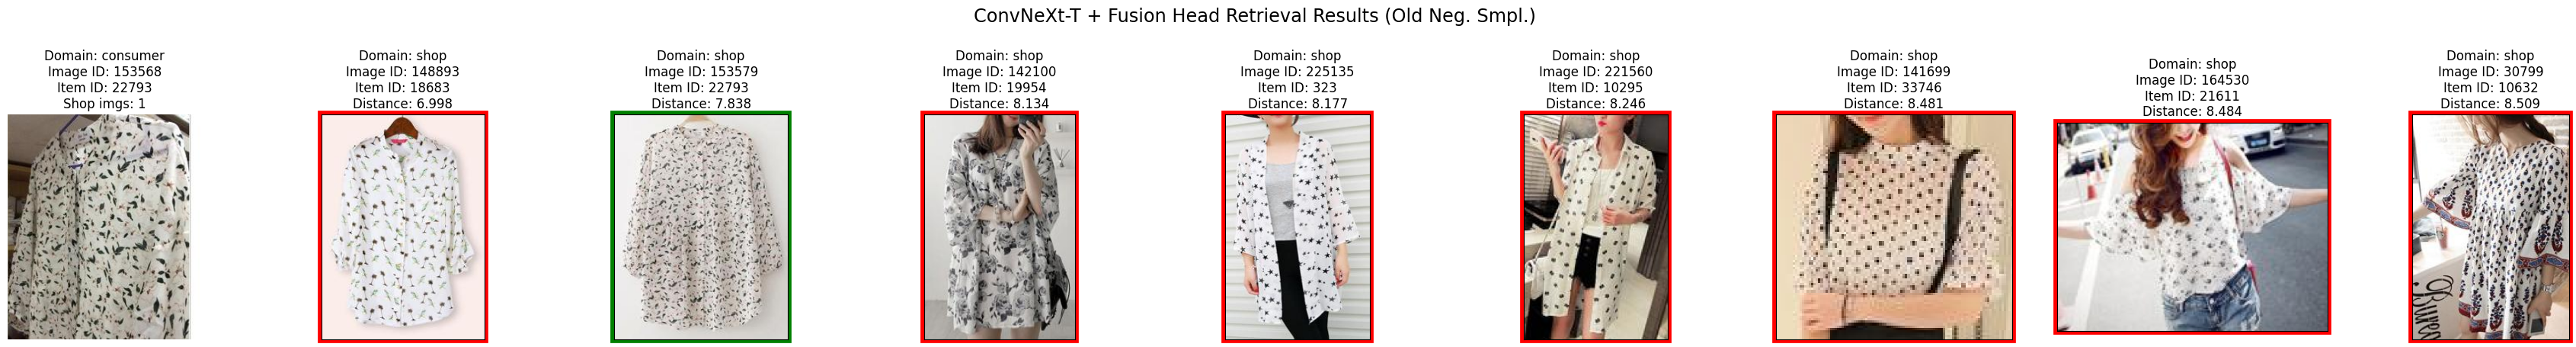 ConvNeXt-T + Fusion Head Retrieval Results (Old Neg. Smpl.)
Domain: consumer
Image ID: 153568
Item ID: 22793
Shop imgs: 1
Domain: shop
Image ID: 148893
Item ID: 18683
Distance: 6.998
Domain: shop
Image ID: 153579
Item ID: 22793
Distance: 7.838
Domain: shop
Image ID: 142100
Item ID: 19954
Distance: 8.134
Domain: shop
Image ID: 225135
Item ID: 323
Distance: 8.177
Domain: shop
Image ID: 221560
Item ID: 10295
Distance: 8.246
Domain: shop
Image ID: 141699
Item ID: 33746
Distance: 8.481
Domain: shop
Image ID: 164530
Item ID: 21611
Distance: 8.484
Domain: shop
Image ID: 30799
Item ID: 10632
Distance: 8.509